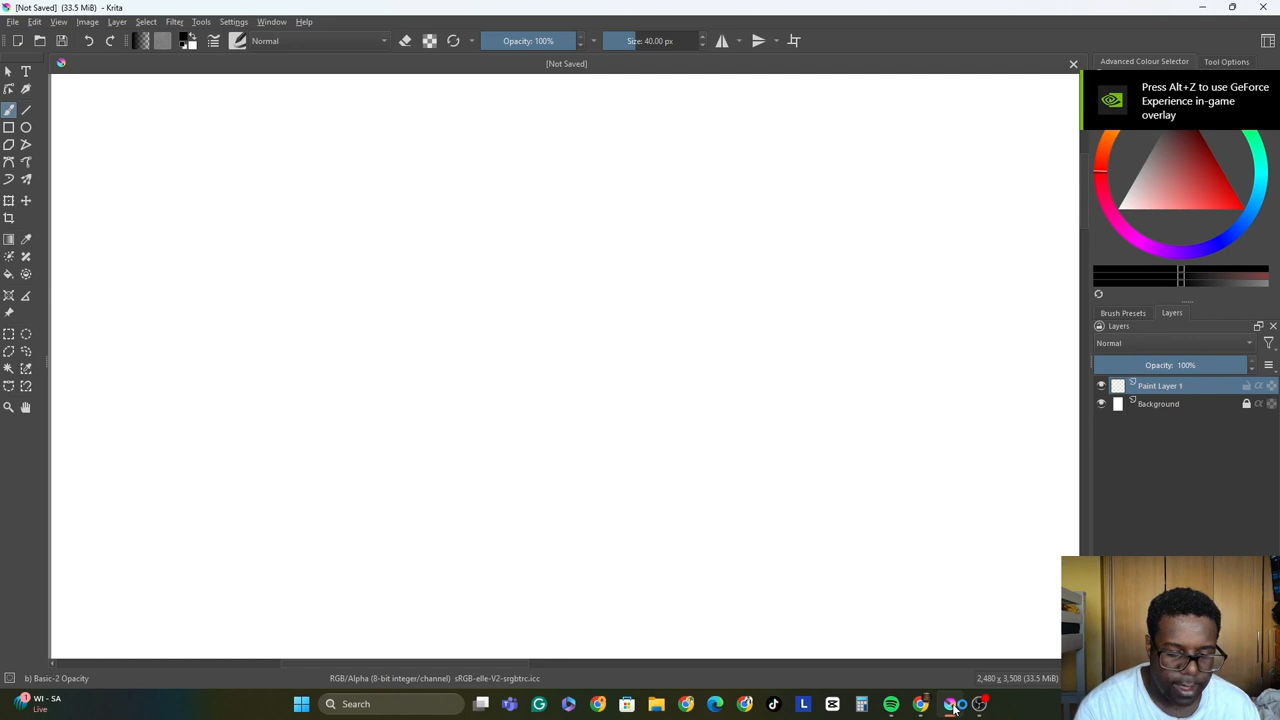 [Not Saved] (33.5 MiB) - Krita
File Edit View Image Layer Select Filter Tools Settings Window Help
Normal
Opacity: 100%
Size: 40.00 px
[Not Saved]
Advanced Colour Selector
Tool Options
Press Alt+Z to use GeForce
Experience in-game
overlay
Brush Presets
Layers
Layers
Normal
Opacity: 100%
Paint Layer 1
Background
b) Basic-2 Opacity
RGB/Alpha (8-bit integer/channel) sRGB-elle-V2-srgbtrc.icc
2,480 x 3,508 (33.5 MiB)
1
WI - SA
Live
Search